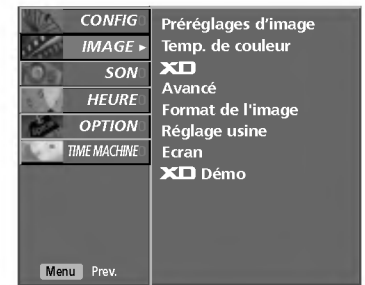 CONFIG
IMAGE ►
SON
HEURE
OPTION
TIME MACHINE
Préréglages d’image
Temp. de couleur
XD
Avancé
Format de l'image
Réglage usine
Ecran
XD Démo
Menu Prev.